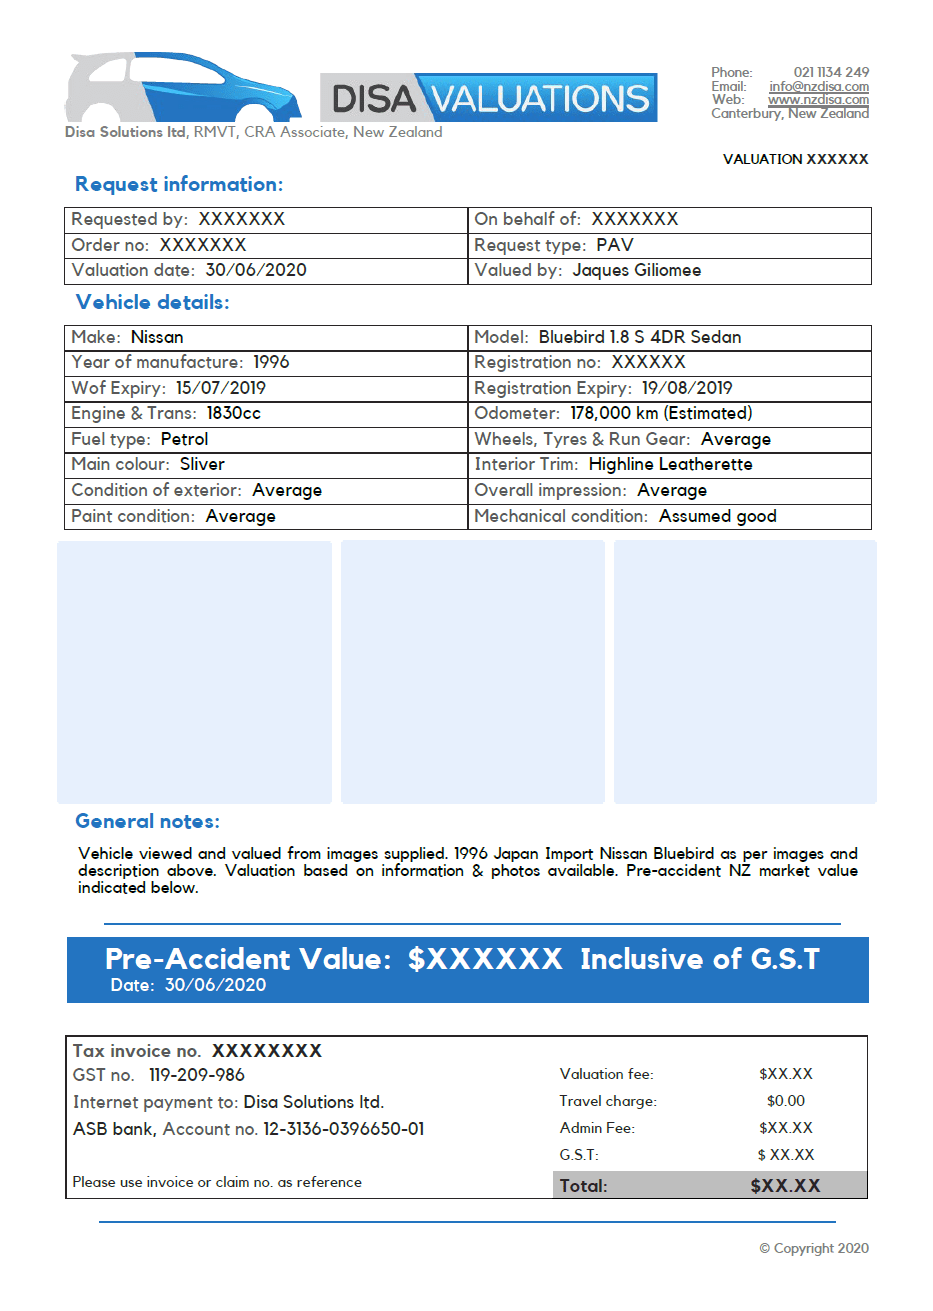 DISA VALUATIONS
Phone: 021 1134 249
Email: info@nzdisa.com
Web: www.nzdisa.com
Canterbury, New Zealand
Disa Solutions ltd, RMVT, CRA Associate, New Zealand
VALUATION XXXXXX
Request information:
Requested by: XXXXXXX On behalf of: XXXXXXX
Order no: XXXXXXX Request type: PAV
Valuation date: 30/06/2020 Valued by: Jaques Giliomee
Vehicle details:
Make: Nissan Model: Bluebird 1.8 S 4DR Sedan
Year of manufacture: 1996 Registration no: XXXXXX
Wof Expiry: 15/07/2019 Registration Expiry: 19/08/2019
Engine & Trans: 1830cc Odometer: 178,000 km (Estimated)
Fuel type: Petrol Wheels, Tyres & Run Gear: Average
Main colour: Sliver Interior Trim: Highline Leatherette
Condition of exterior: Average Overall impression: Average
Paint condition: Average Mechanical condition: Assumed good
General notes:
Vehicle viewed and valued from images supplied. 1996 Japan Import Nissan Bluebird as per images and
description above. Valuation based on information & photos available. Pre-accident NZ market value
indicated below.
Pre-Accident Value: $XXXXXX Inclusive of G.S.T
Date: 30/06/2020
Tax invoice no. XXXXXXXX
GST no. 119-209-986 Valuation fee: $XX.XX
Internet payment to: Disa Solutions ltd. Travel charge: $0.00
ASB bank, Account no. 12-3136-0396650-01 Admin Fee: $XX.XX
G.S.T: $ XX.XX
Please use invoice or claim no. as reference Total: $XX.XX
© Copyright 2020